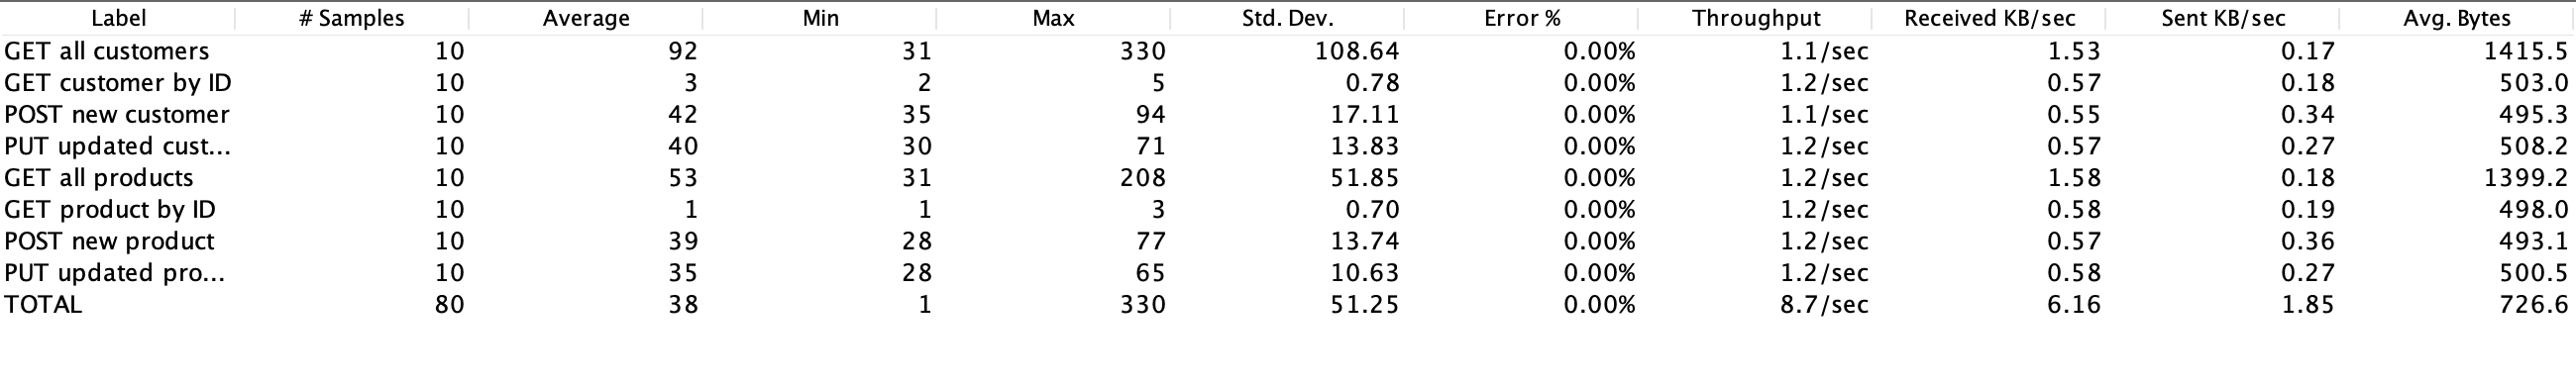 Label # Samples Average Min Max Std. Dev. Error % Throughput Received KB/sec Sent KB/sec Avg. Bytes
GET all customers 10 92 31 330 108.64 0.00% 1.1/sec 1.53 0.17 1415.5
GET customer by ID 10 3 2 5 0.78 0.00% 1.2/sec 0.57 0.18 503.0
POST new customer 10 42 35 94 17.11 0.00% 1.1/sec 0.55 0.34 495.3
PUT updated cust... 10 40 30 71 13.83 0.00% 1.2/sec 0.57 0.27 508.2
GET all products 10 53 31 208 51.85 0.00% 1.2/sec 1.58 0.18 1399.2
GET product by ID 10 1 1 3 0.70 0.00% 1.2/sec 0.58 0.19 498.0
POST new product 10 39 28 77 13.74 0.00% 1.2/sec 0.57 0.36 493.1
PUT updated pro... 10 35 28 65 10.63 0.00% 1.2/sec 0.58 0.27 500.5
TOTAL 80 38 1 330 51.25 0.00% 8.7/sec 6.16 1.85 726.6